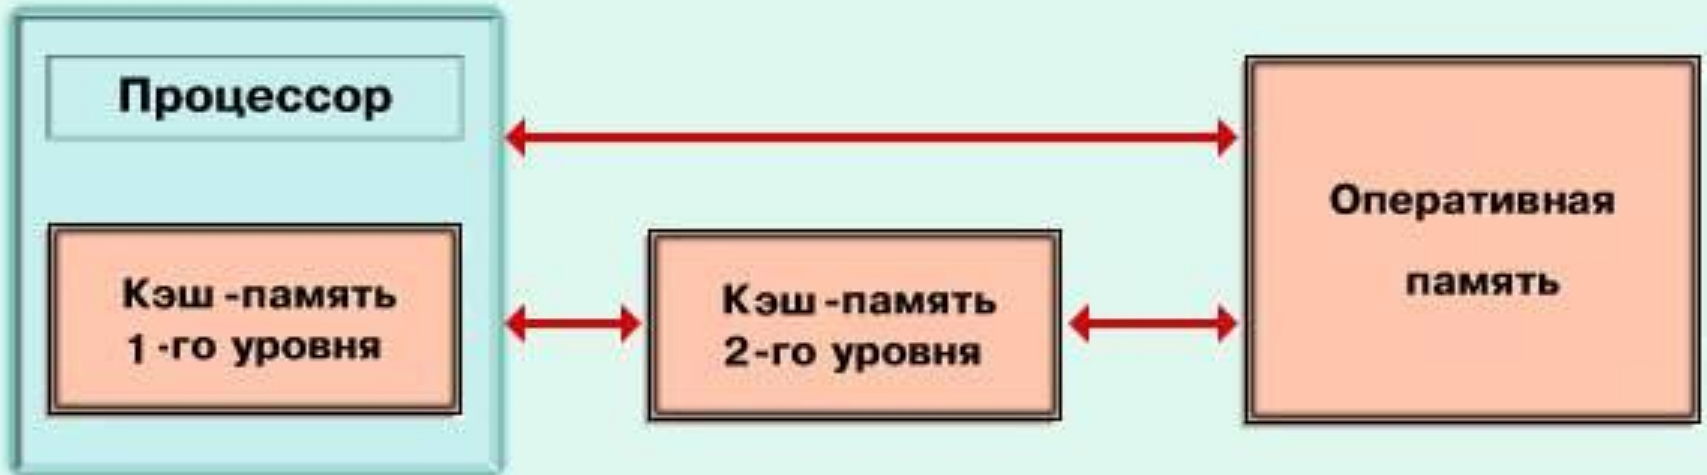 Процессор
Кэш-память
1-го уровня
Кэш-память
2-го уровня
Оперативная
память